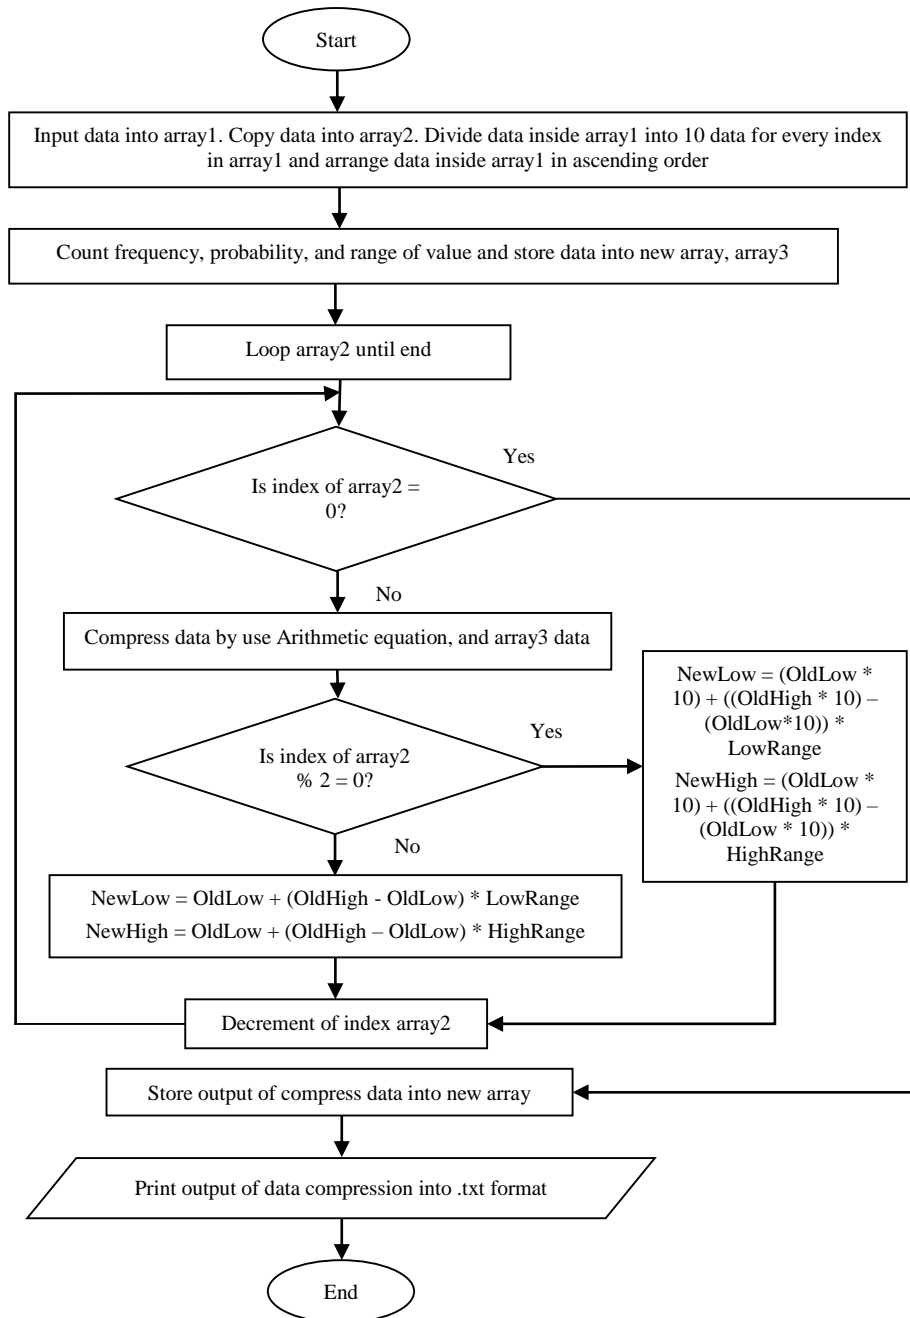 Start
Input data into array1. Copy data into array2. Divide data inside array1 into 10 data for every index
in array1 and arrange data inside array1 in ascending order
Count frequency, probability, and range of value and store data into new array, array3
Loop array2 until end
Yes
Is index of array2 =
0?
No
Compress data by use Arithmetic equation, and array3 data
Is index of array2
% 2 = 0?
Yes
NewLow = (OldLow *
10) + ((OldHigh * 10) –
(OldLow*10)) *
LowRange
NewHigh = (OldLow *
10) + ((OldHigh * 10) –
(OldLow * 10)) *
HighRange
No
NewLow = OldLow + (OldHigh - OldLow) * LowRange
NewHigh = OldLow + (OldHigh – OldLow) * HighRange
Decrement of index array2
Store output of compress data into new array
Print output of data compression into .txt format
End